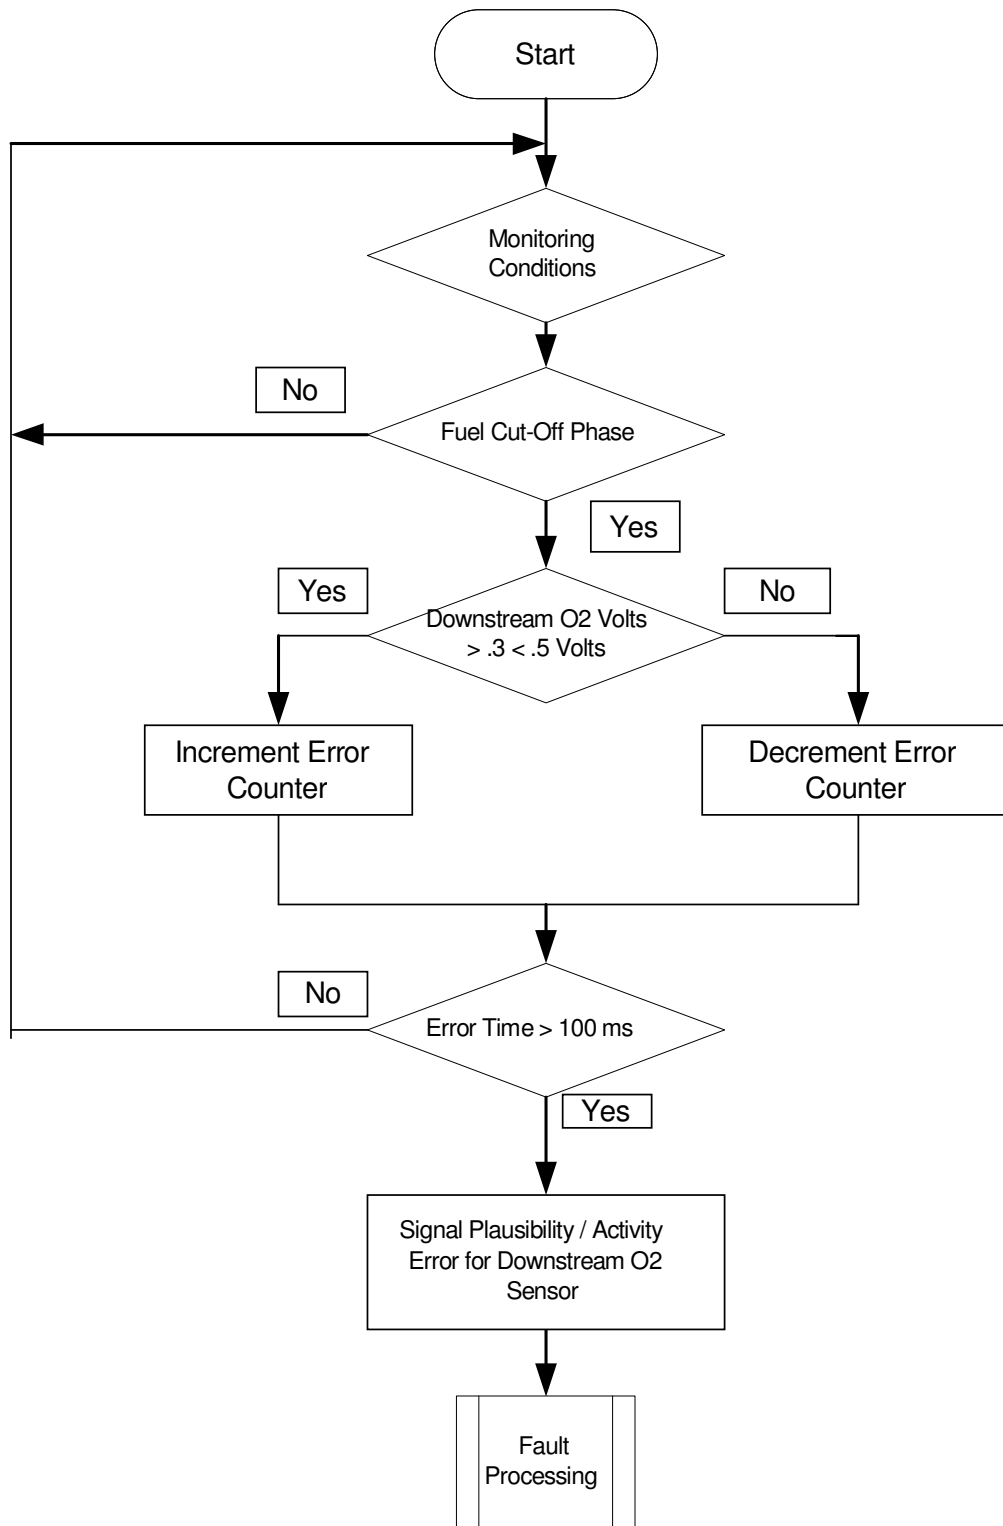 Start
Monitoring
Conditions
No
Fuel Cut-Off Phase
Yes
Yes
No
Downstream O2 Volts
> .3 < .5 Volts
Increment Error
Counter
Decrement Error
Counter
No
Error Time > 100 ms
Yes
Signal Plausibility / Activity
Error for Downstream O2
Sensor
Fault
Processing